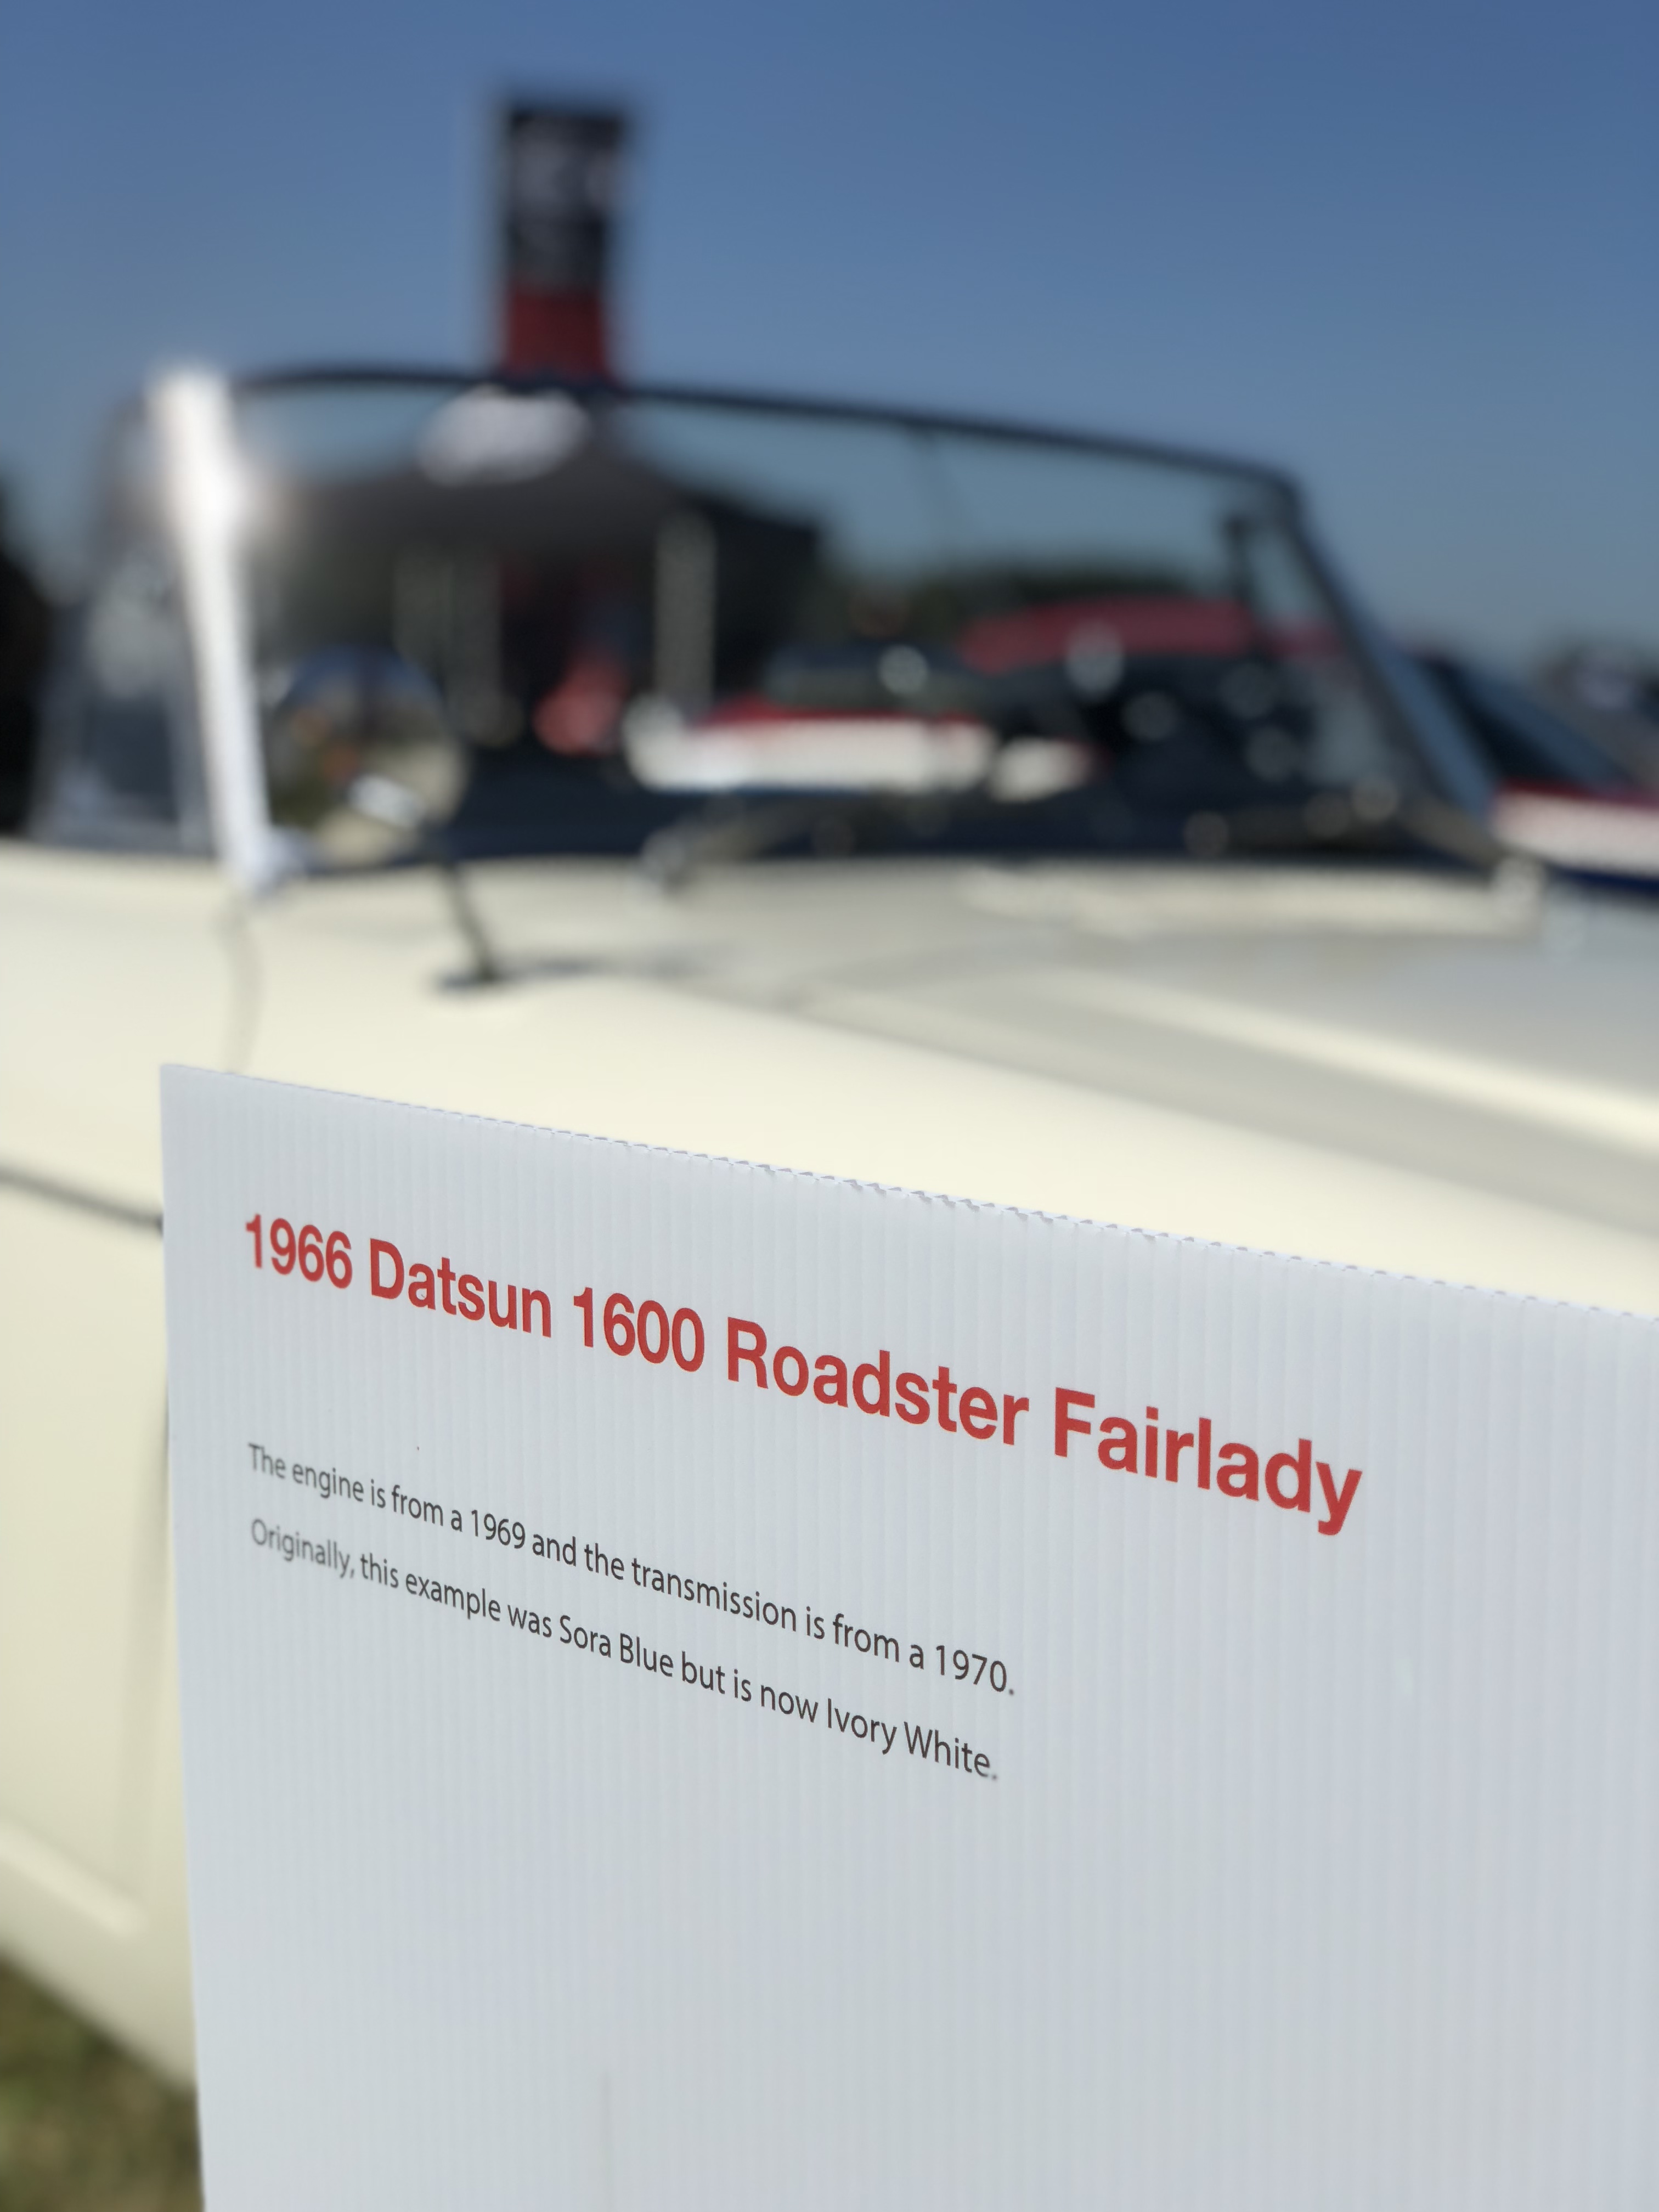 1966 Datsun 1600 Roadster Fairlady
The engine is from a 1969 and the transmission is from a 1970.
Originally, this example was Sora Blue but is now Ivory White.